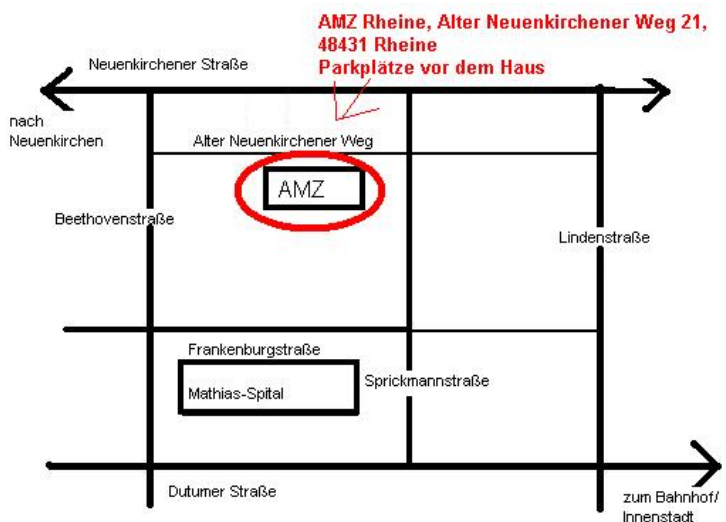 AMZ Rheine, Alter Neuenkirchener Weg 21,
48431 Rheine
Parkplätze vor dem Haus
Neuenkirchener Straße
nach
Neuenkirchen
Alter Neuenkirchener Weg
AMZ
Beethovenstraße
Lindenstraße
Frankenburgstraße
Sprickmannstraße
Mathias-Spital
Dutumer Straße
zum Bahnhof/
Innenstadt